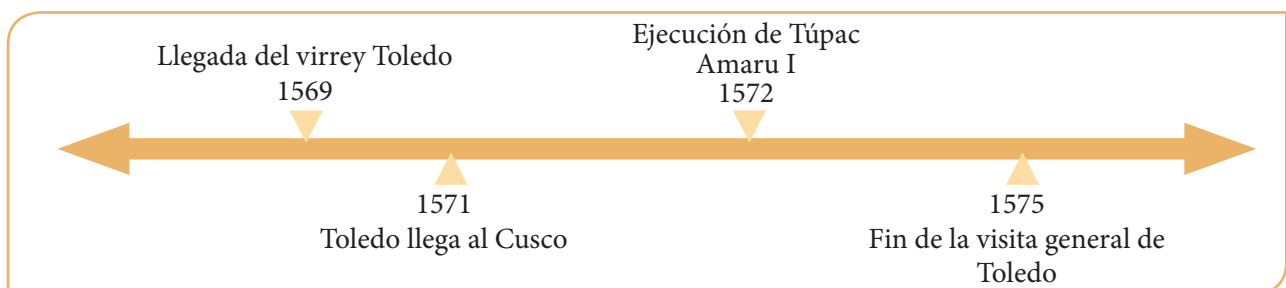 Llegada del virrey Toledo
1569
Ejecución de Túpac
Amaru I
1572
1571
Toledo llega al Cusco
1575
Fin de la visita general de
Toledo